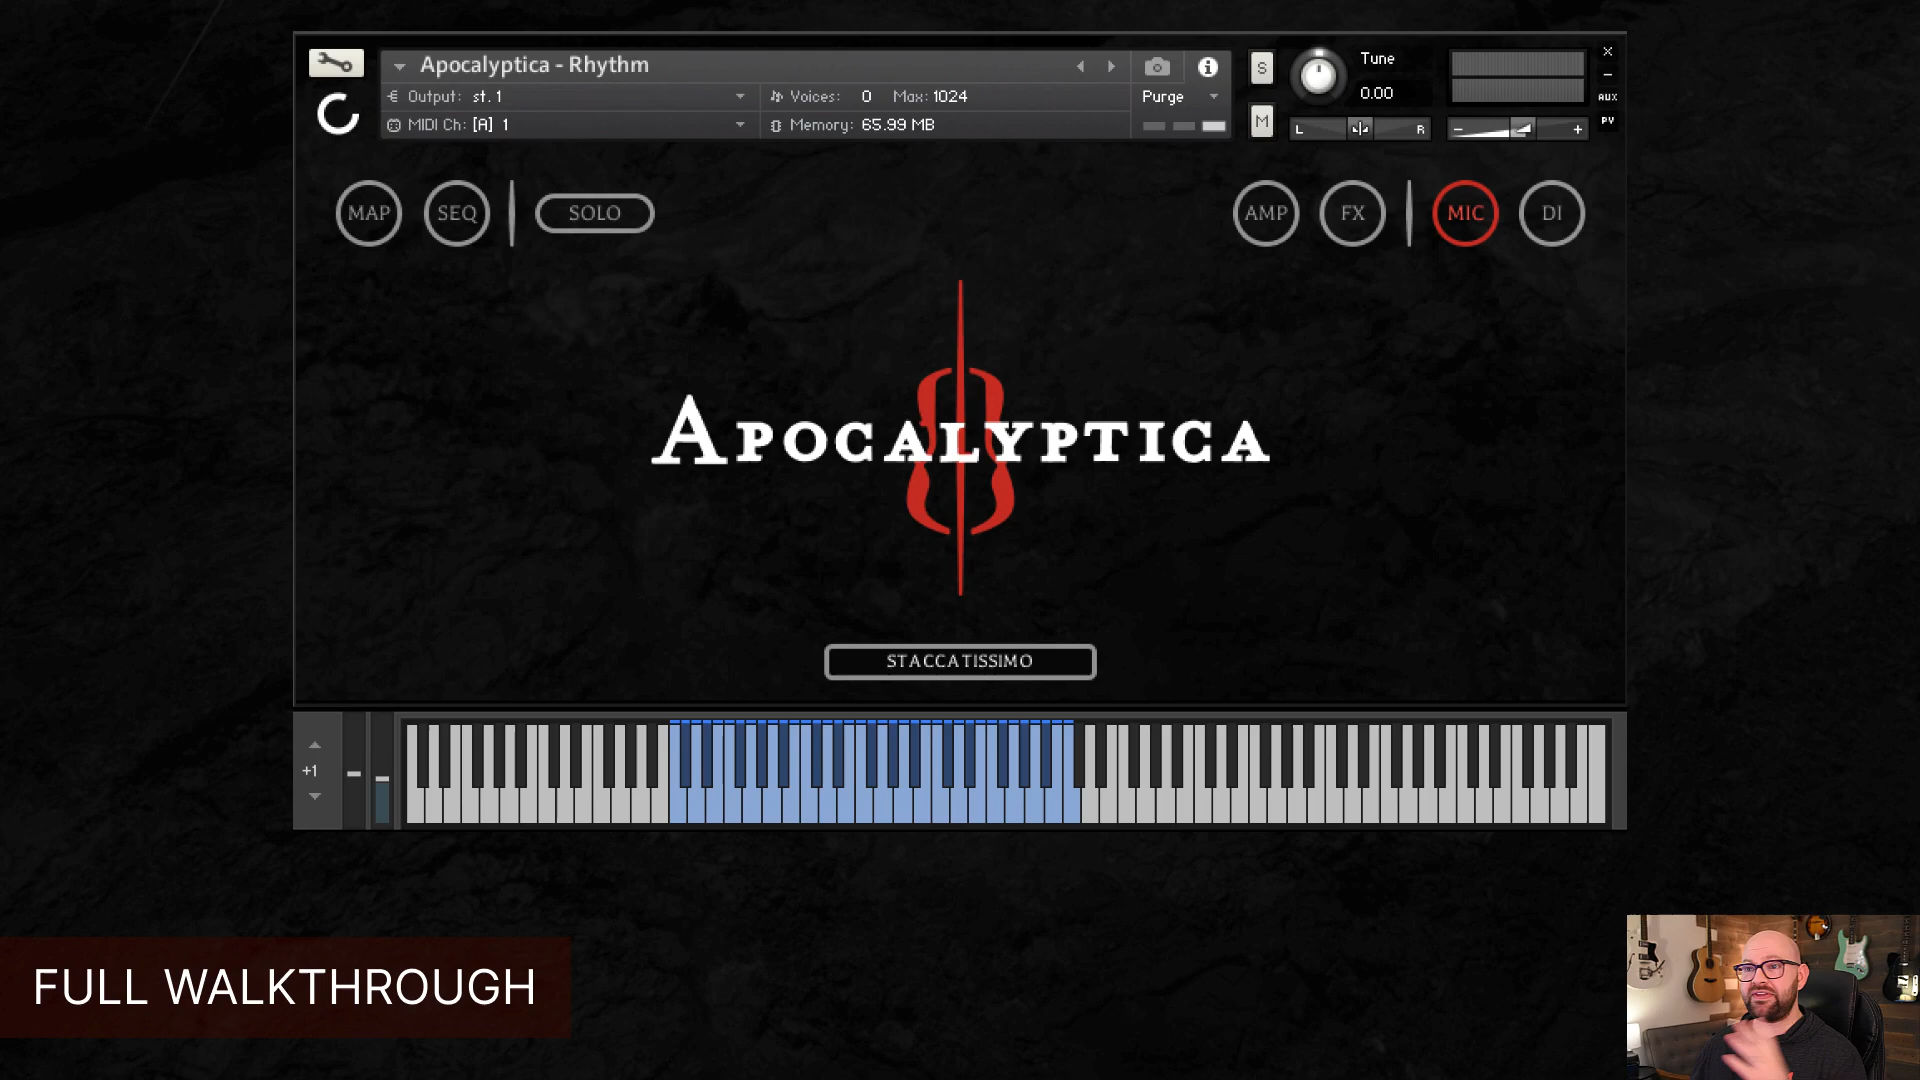 Apocalyptica - Rhythm
Output: st. 1
Voices: 0 Max: 1024
Purge
MIDI Ch: [A] 1
Memory: 65.99 MB
S
M
Tune
0.00
L R
- +
×
-
AUX
PV
MAP SEQ SOLO AMP FX MIC DI
APOCALYPTICA
STACCATISSIMO
+1
FULL WALKTHROUGH